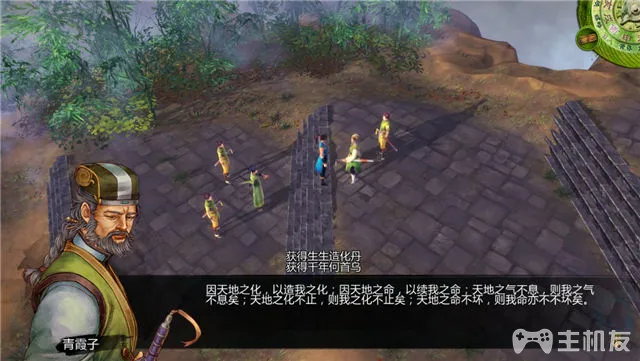 获得生生造化丹
获得千年何首乌
因天地之化，以造我之化；因天地之命，以续我之命；天地之气不息，则我之气
不息矣；天地之化不止，则我之化不止矣；天地之命不坏，则我命亦不不坏矣。
青霞子
主机友